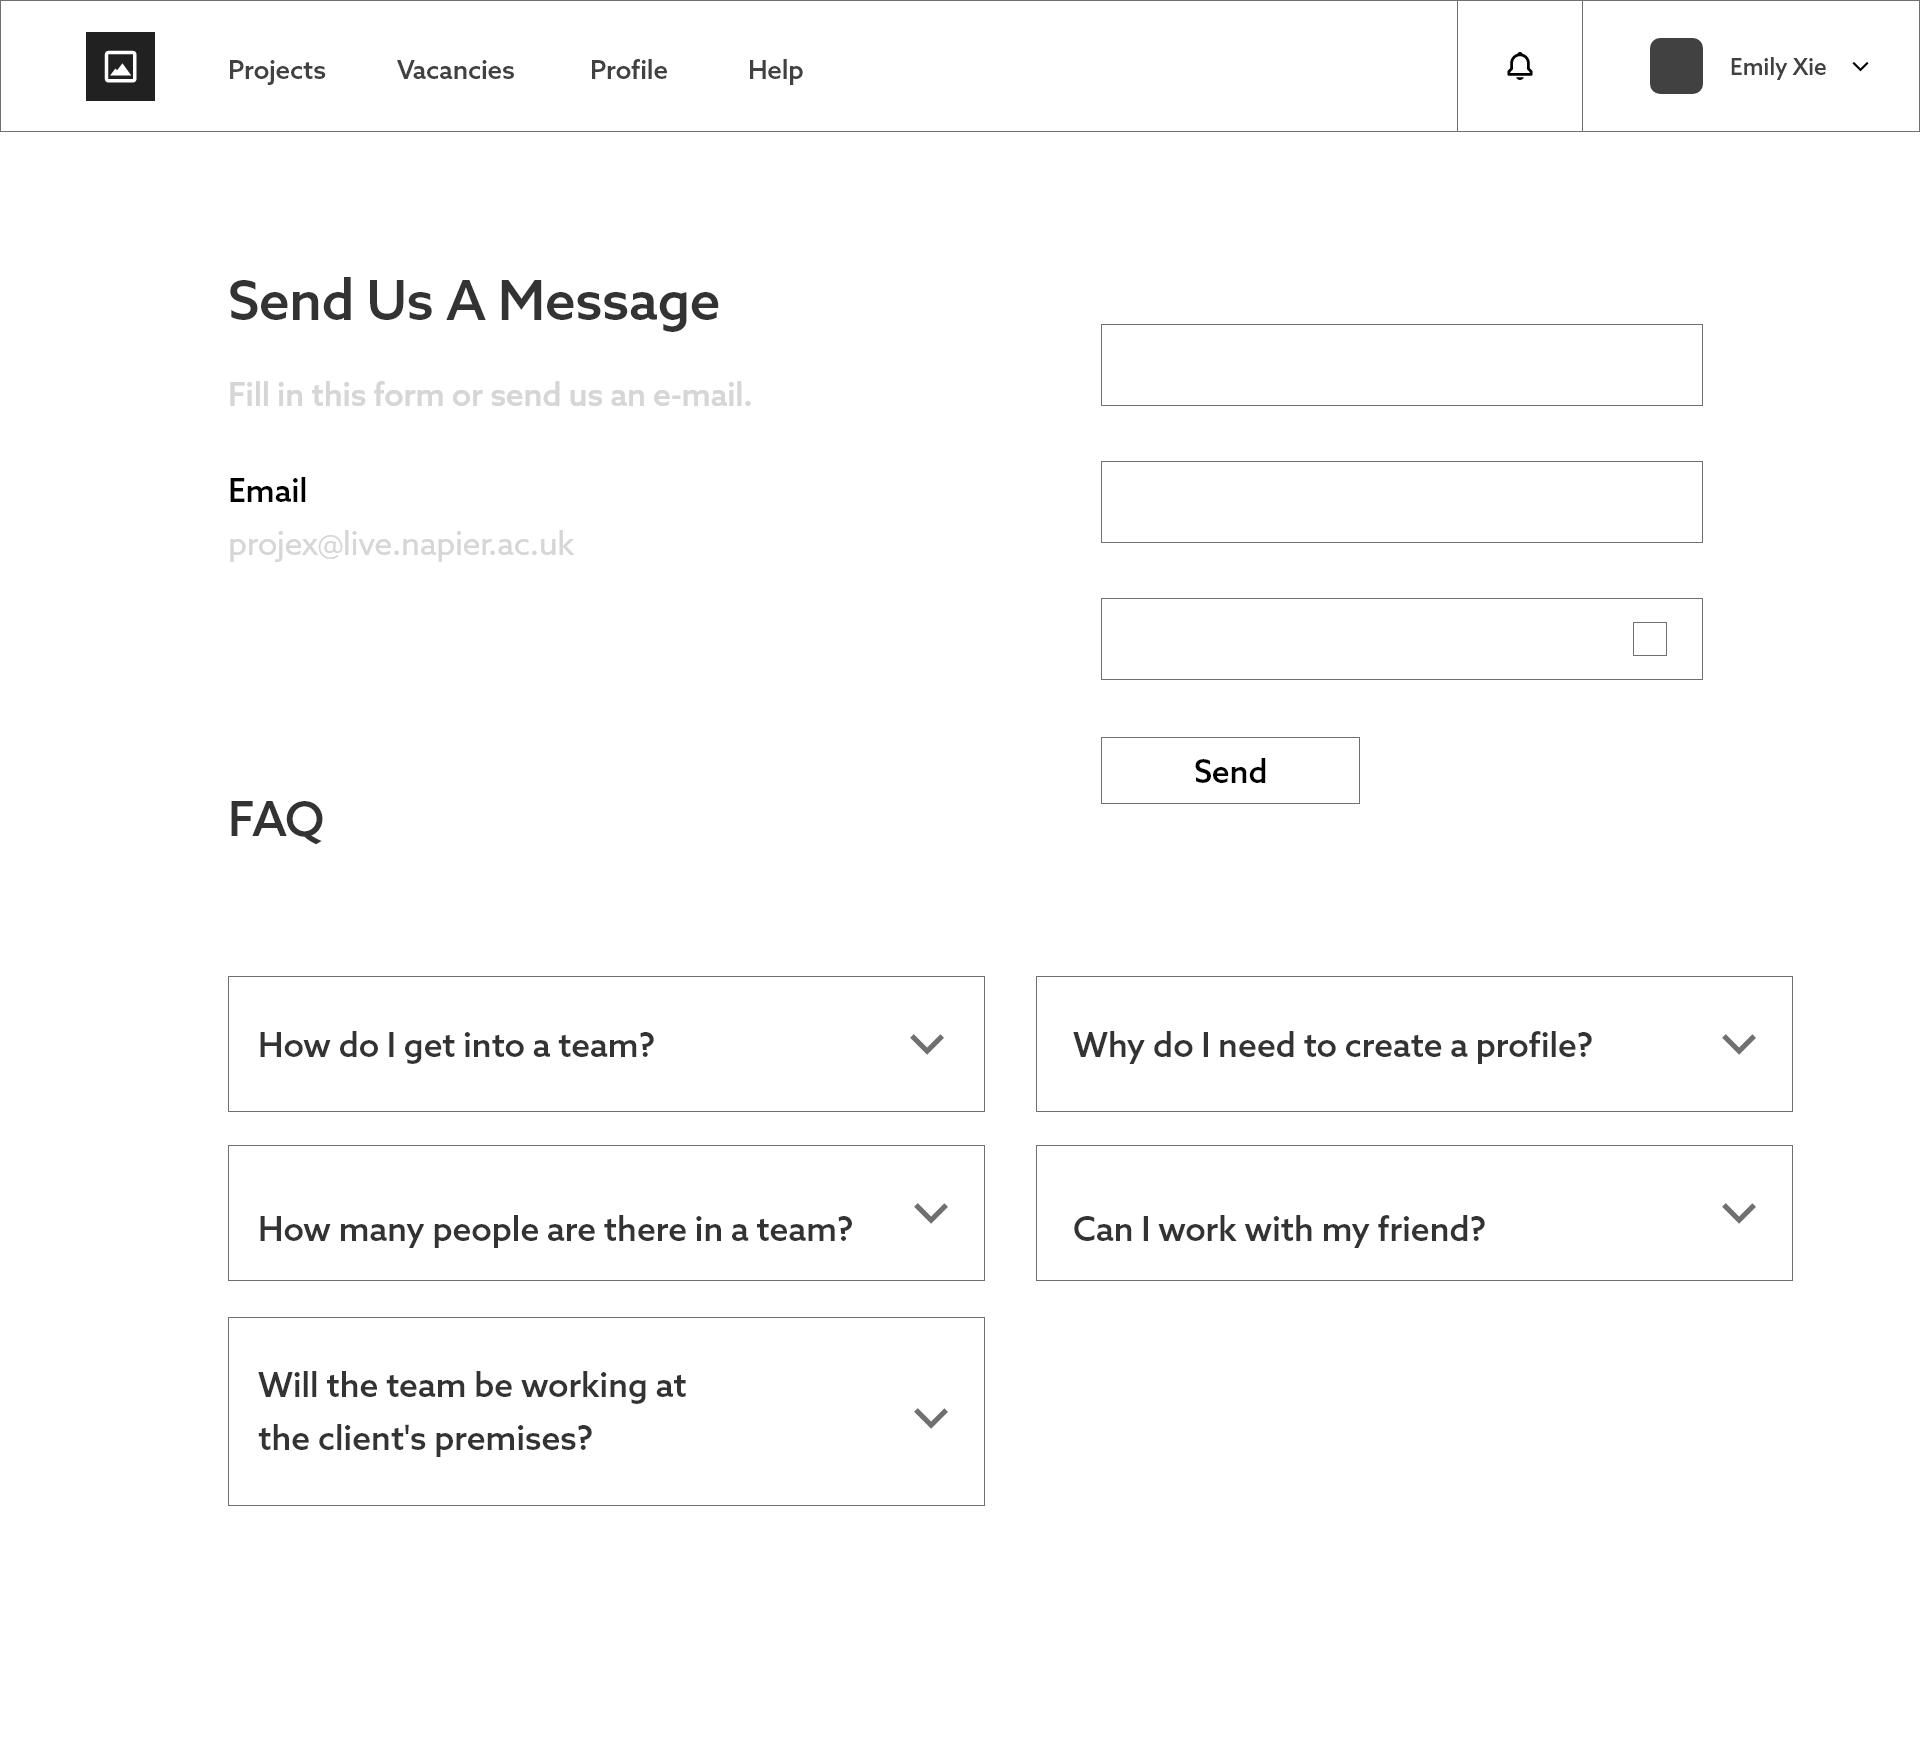 Projects
Vacancies
Profile
Help
Emily Xie
Send Us A Message
Fill in this form or send us an e-mail.
Email
projex@live.napier.ac.uk
Send
FAQ
How do I get into a team?
Why do I need to create a profile?
How many people are there in a team?
Can I work with my friend?
Will the team be working at
the client's premises?